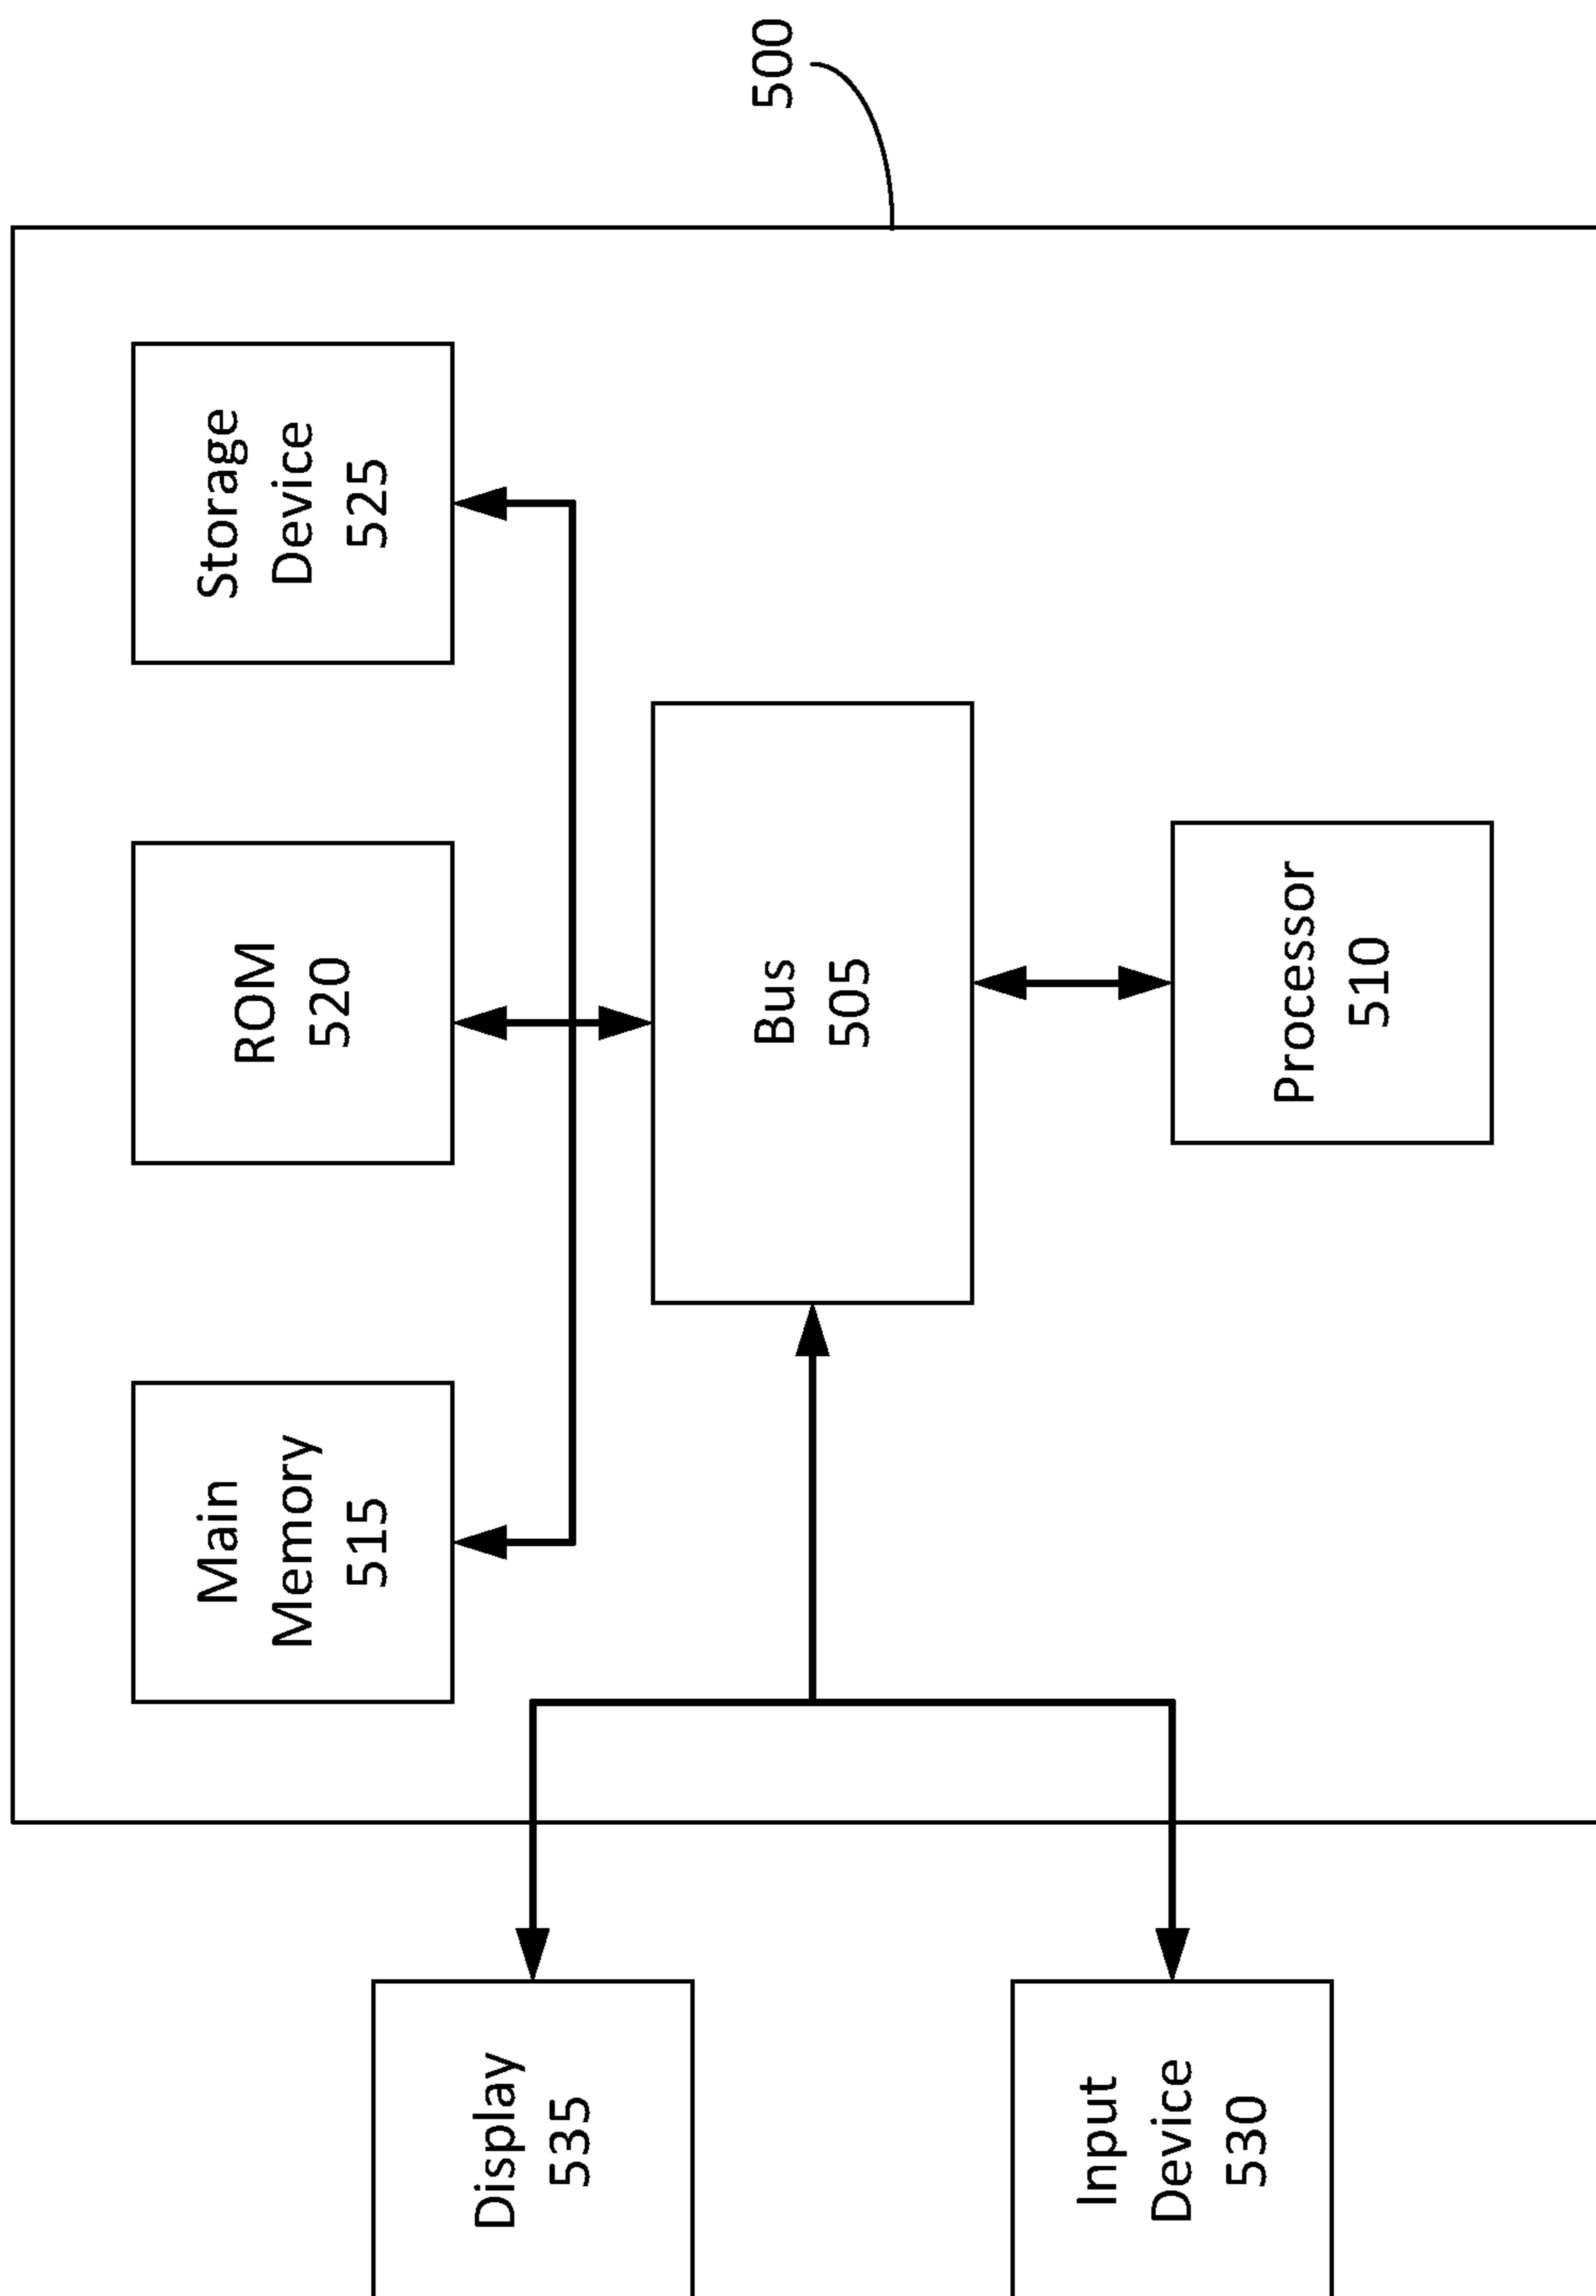 500
Main
Memory
515
ROM
520
Storage
Device
525
Display
535
Bus
505
Input
Device
530
Processor
510